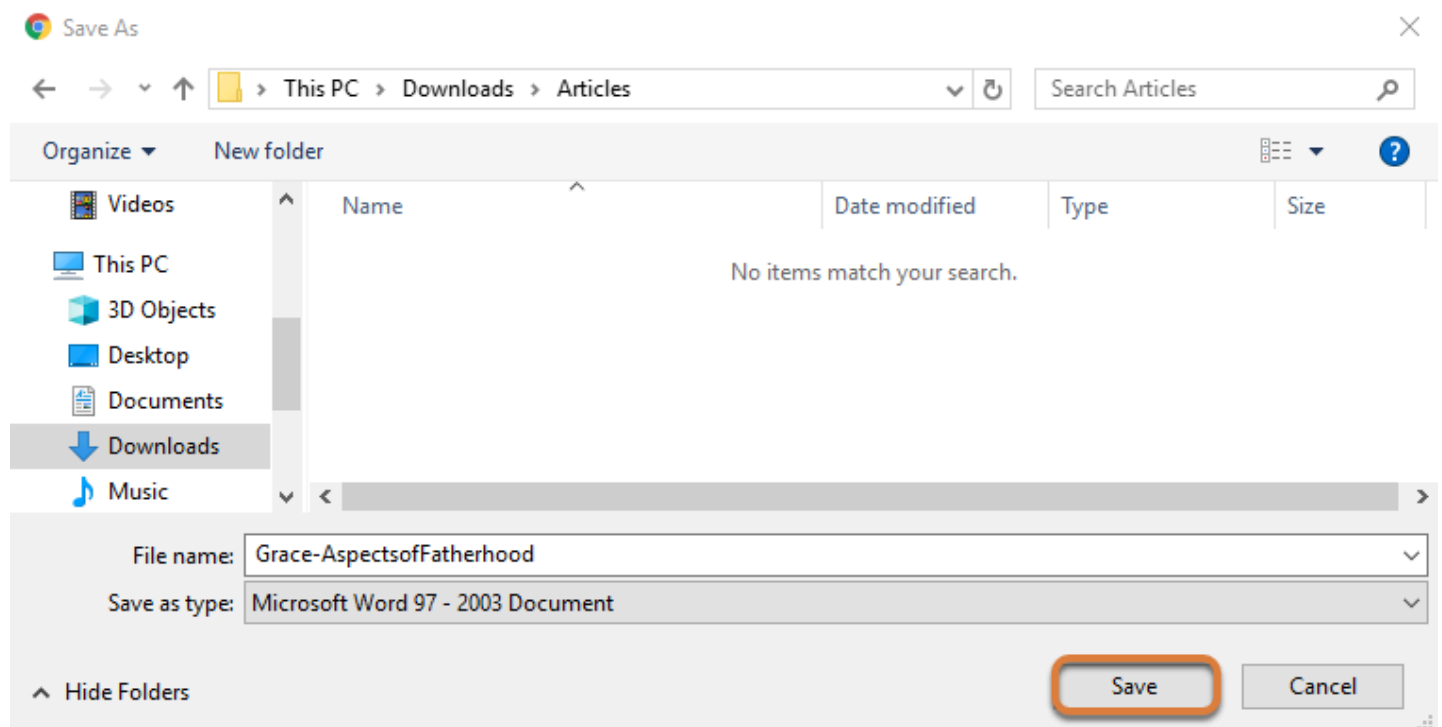 Save As
This PC > Downloads > Articles
Search Articles
Organize
New folder
Videos
This PC
3D Objects
Desktop
Documents
Downloads
Music
Name
Date modified
Type
Size
No items match your search.
File name: Grace-AspectsofFatherhood
Save as type: Microsoft Word 97 - 2003 Document
Hide Folders
Save
Cancel